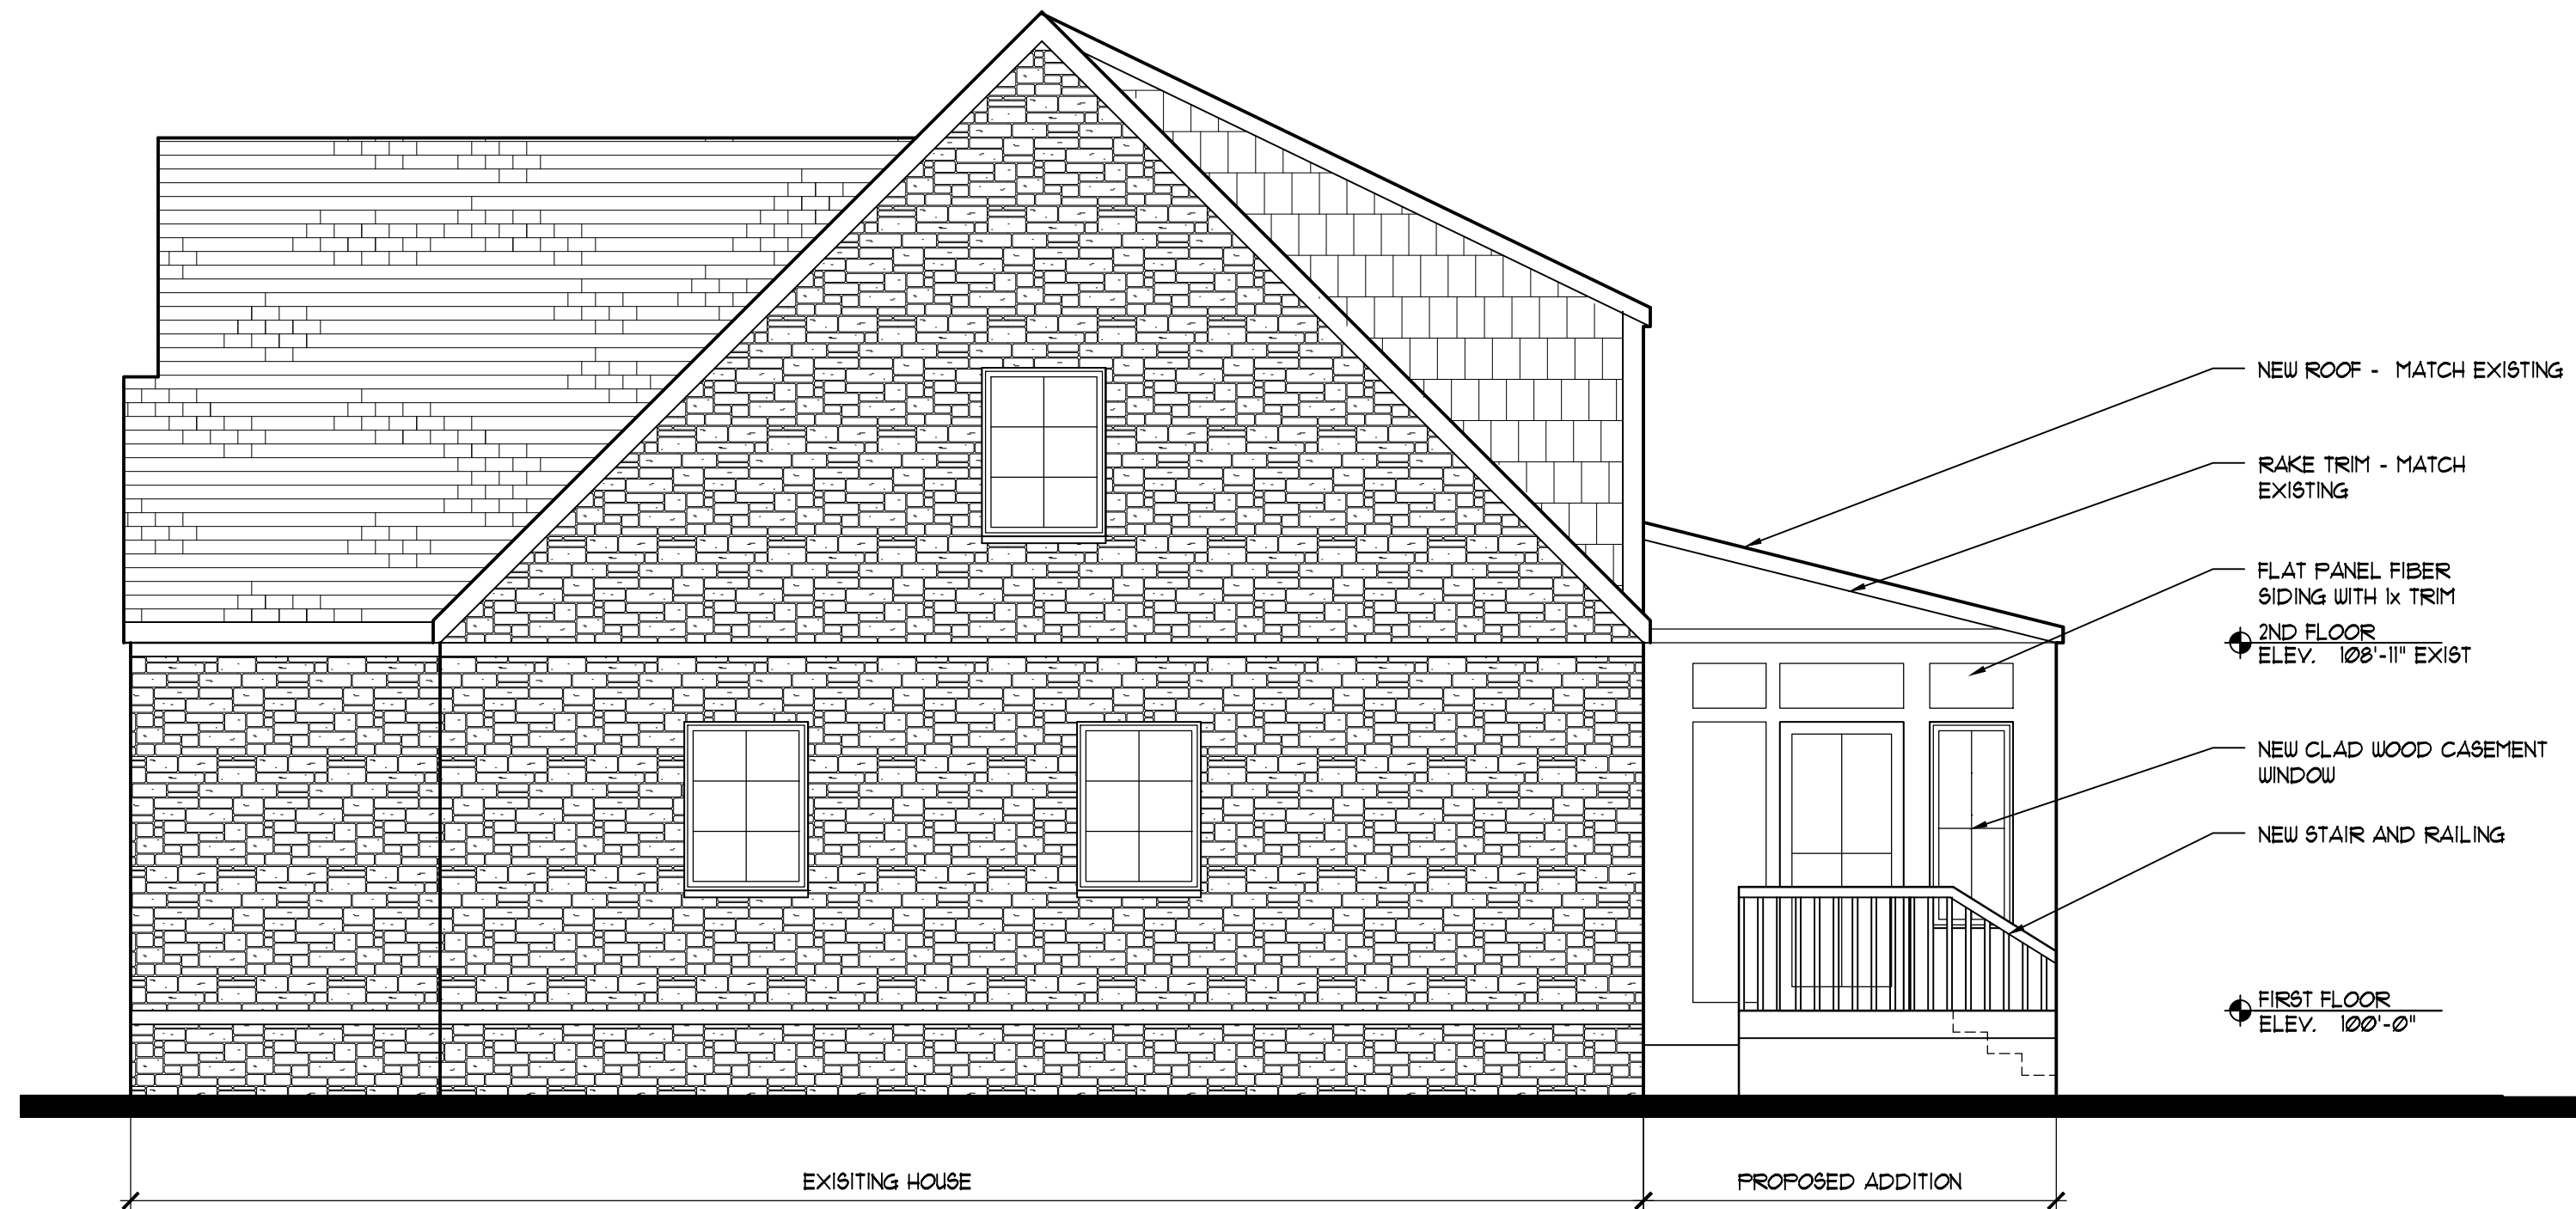 NEW ROOF - MATCH EXISTING
RAKE TRIM - MATCH
EXISTING
FLAT PANEL FIBER
SIDING WITH 1x TRIM
2ND FLOOR
ELEV. 108'-11" EXIST
NEW CLAD WOOD CASEMENT
WINDOW
NEW STAIR AND RAILING
FIRST FLOOR
ELEV. 100'-0"
EXISITING HOUSE
PROPOSED ADDITION